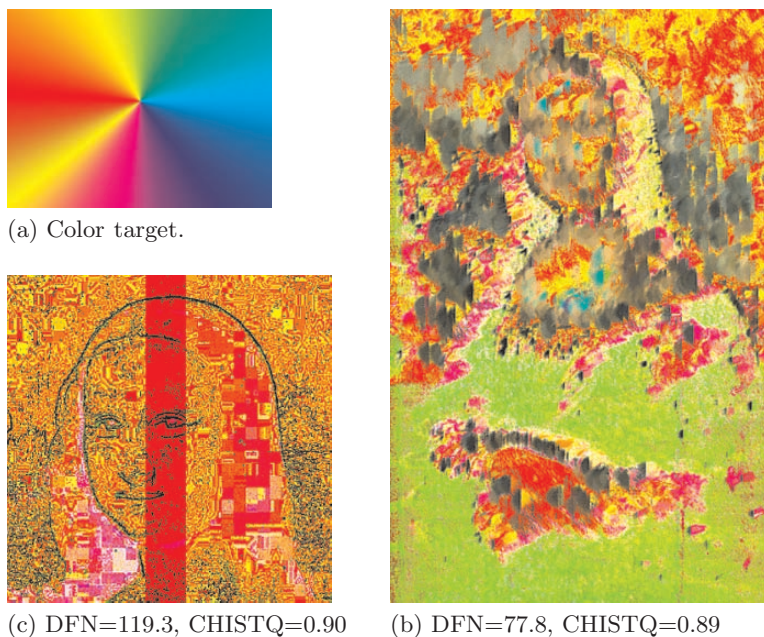 (a) Color target.
(c) DFN=119.3, CHISTQ=0.90
(b) DFN=77.8, CHISTQ=0.89